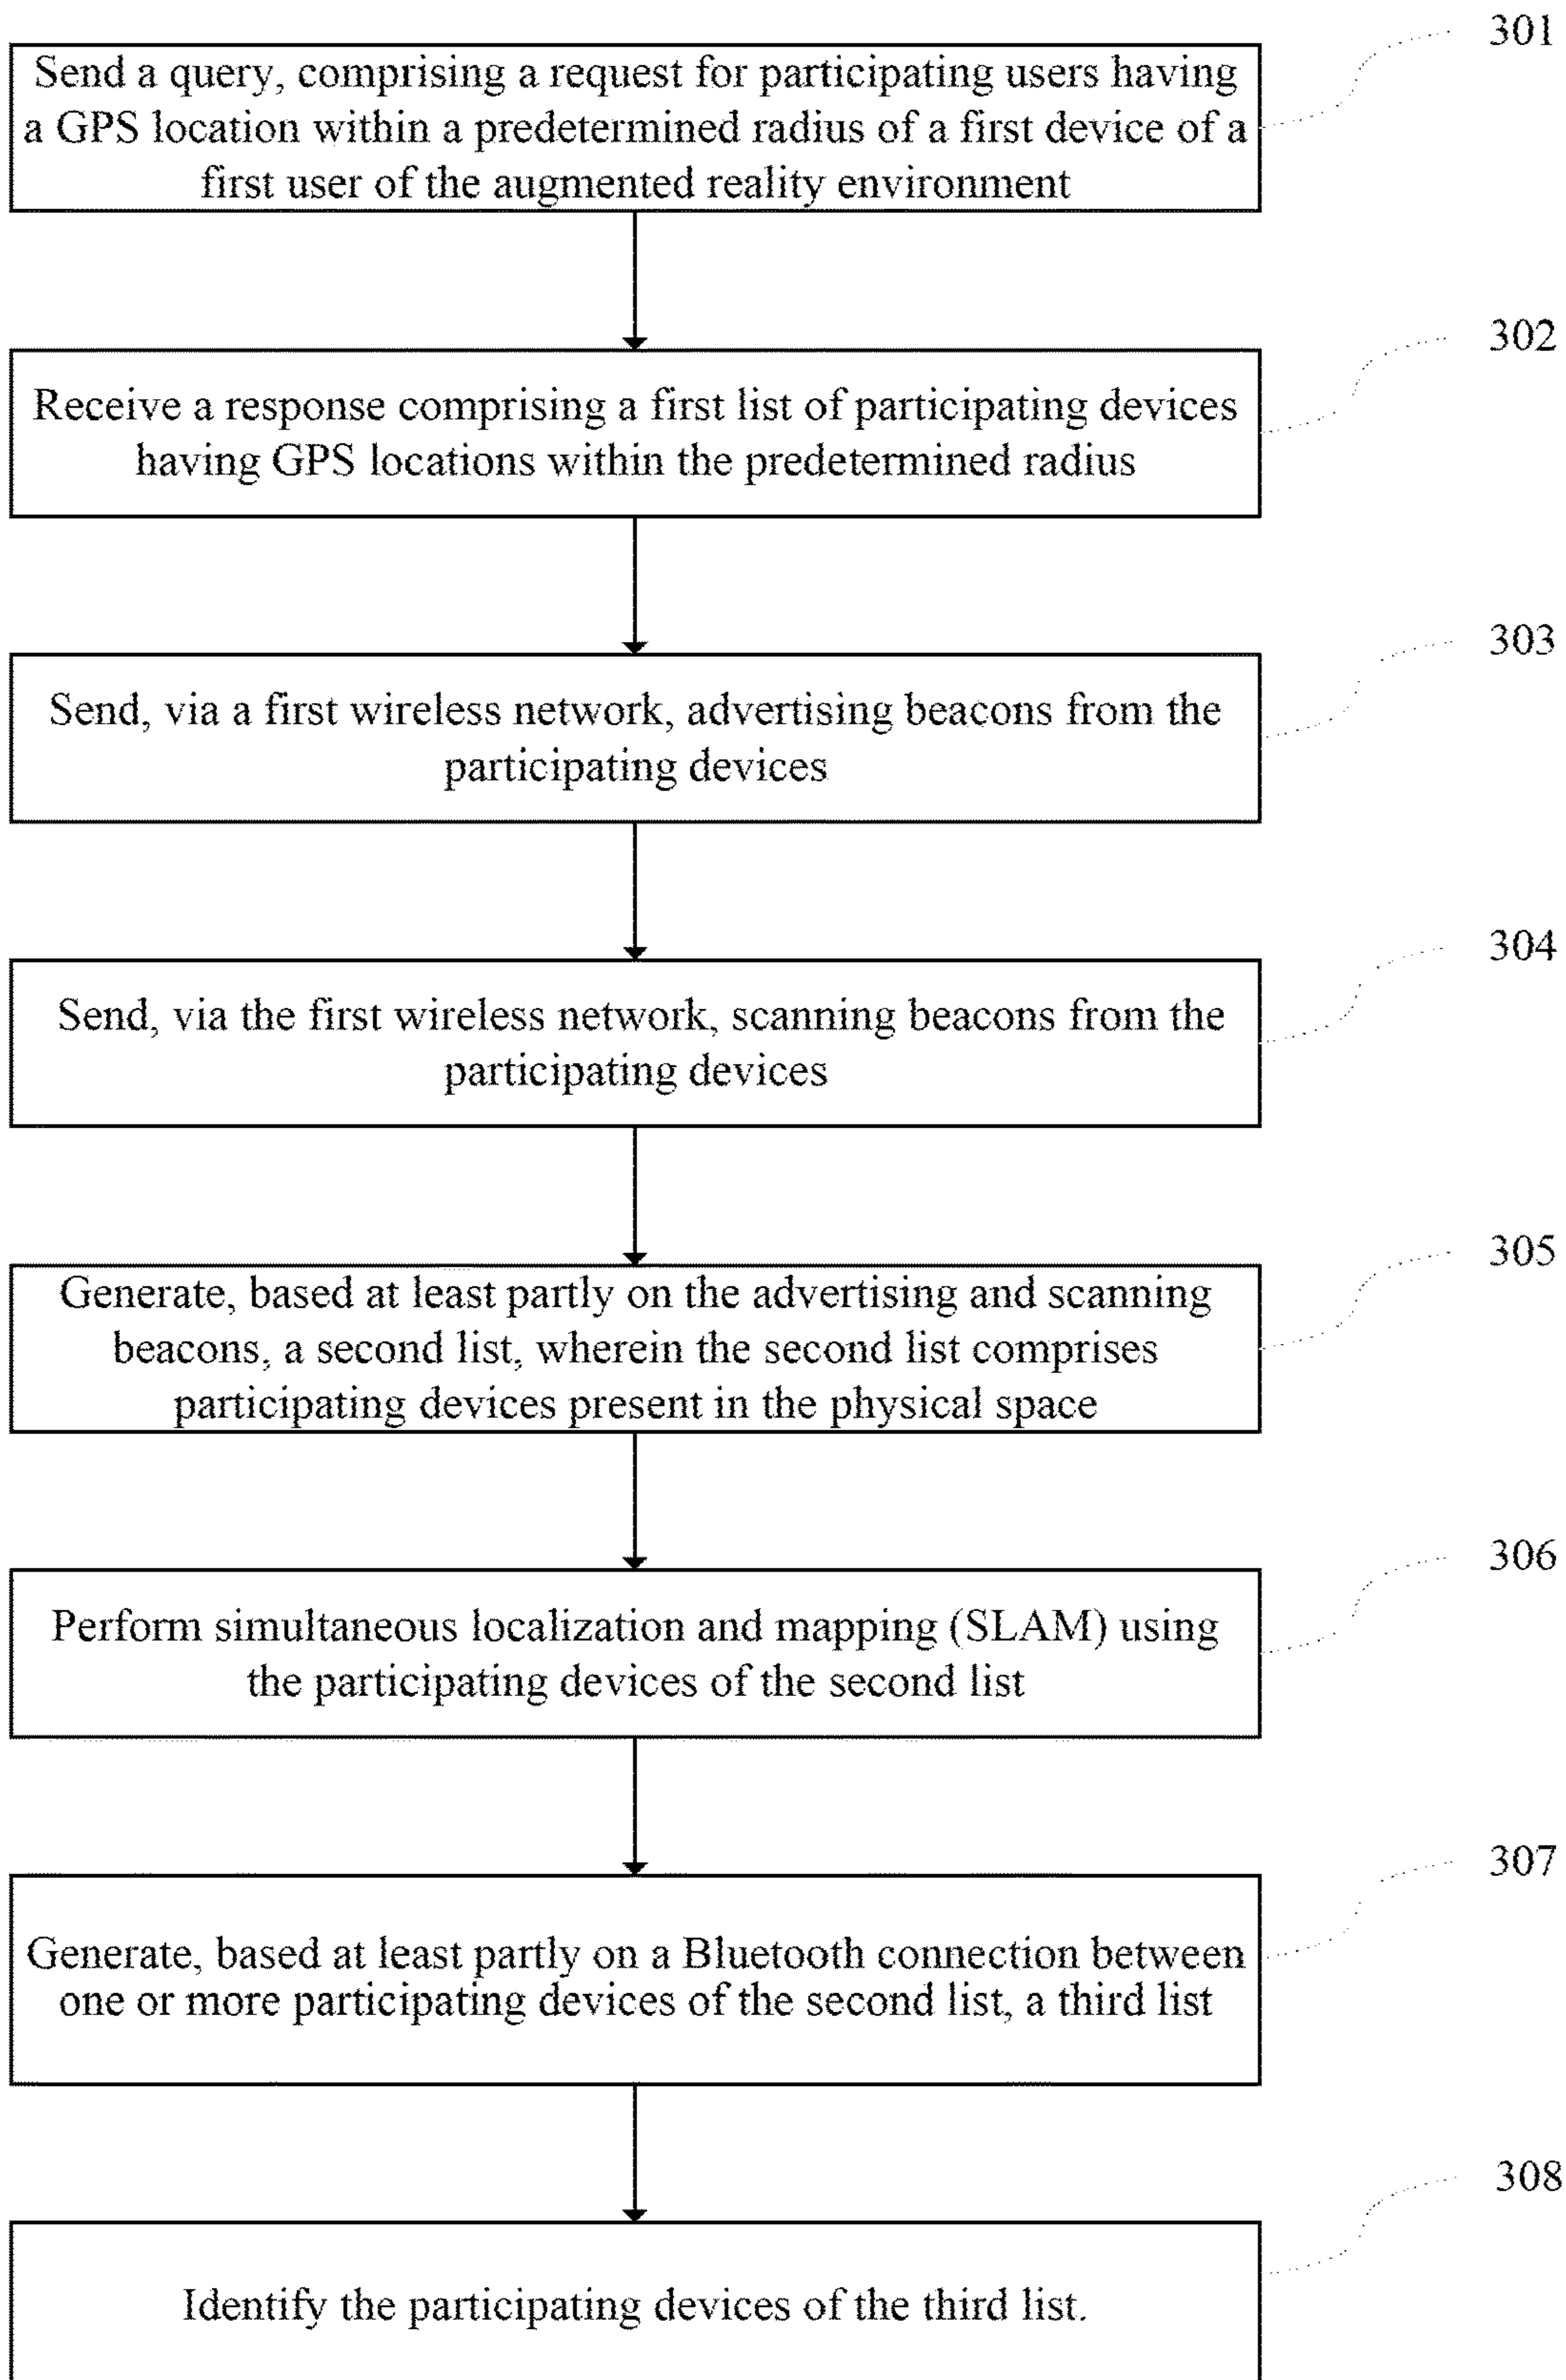 301
Send a query, comprising a request for participating users having
a GPS location within a predetermined radius of a first device of a
first user of the augmented reality environment
302
Receive a response comprising a first list of participating devices
having GPS locations within the predetermined radius
303
Send, via a first wireless network, advertising beacons from the
participating devices
304
Send, via the first wireless network, scanning beacons from the
participating devices
305
Generate, based at least partly on the advertising and scanning
beacons, a second list, wherein the second list comprises
participating devices present in the physical space
306
Perform simultaneous localization and mapping (SLAM) using
the participating devices of the second list
307
Generate, based at least partly on a Bluetooth connection between
one or more participating devices of the second list, a third list
308
Identify the participating devices of the third list.